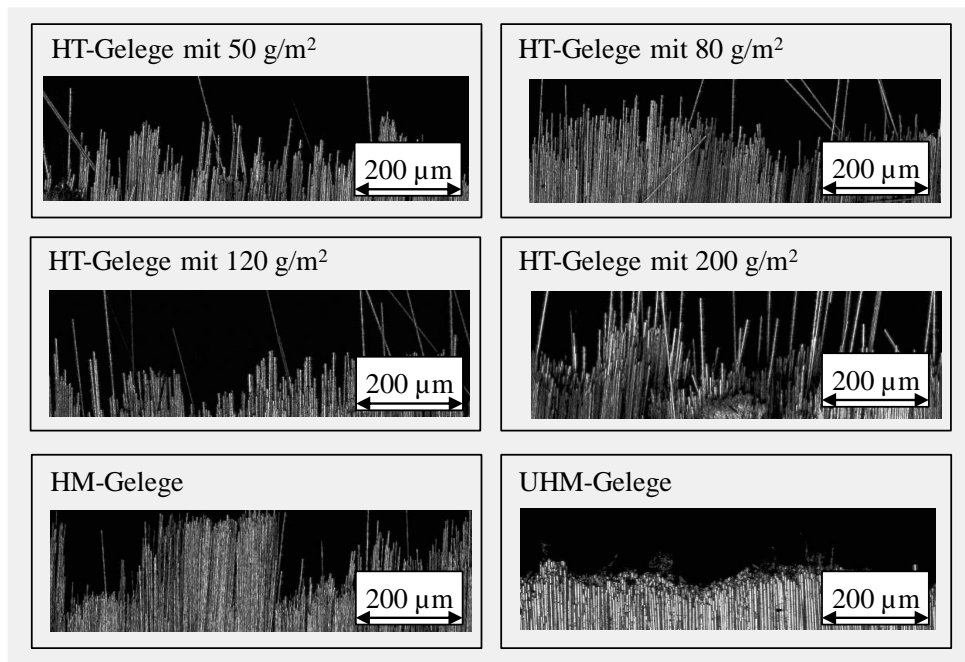 HT-Gelege mit 50 g/m²
200 µm
HT-Gelege mit 80 g/m²
200 µm
HT-Gelege mit 120 g/m²
200 µm
HT-Gelege mit 200 g/m²
200 µm
HM-Gelege
200 µm
UHM-Gelege
200 µm